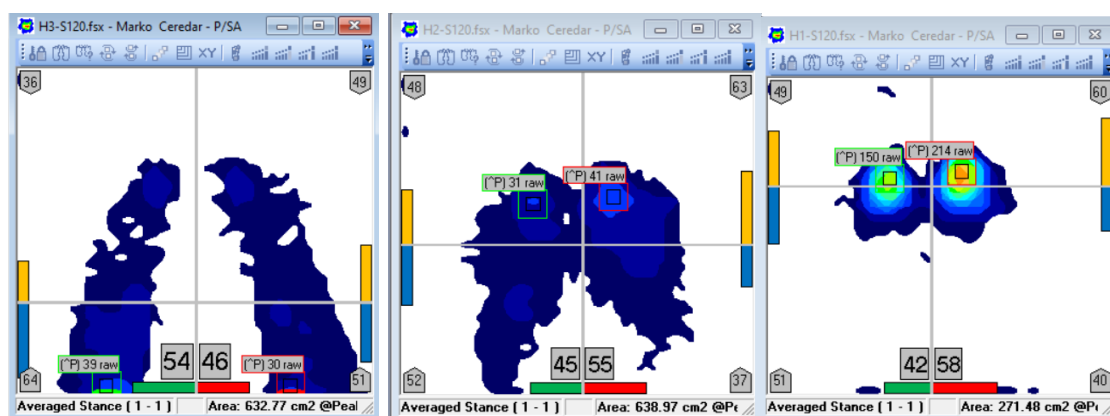 H3-S120.fsx - Marko Ceredar - P/SA
XY
36
49
(^P) 39 raw
54
46
(^P) 30 raw
64
51
Averaged Stance ( 1 - 1 )
Area: 632.77 cm2 @Peal
H2-S120.fsx - Marko Ceredar - P/SA
XY
48
63
(^P) 31 raw
(^P) 41 raw
45
55
52
37
Averaged Stance ( 1 - 1 )
Area: 638.97 cm2 @Pe
H1-S120.fsx - Marko Ceredar - P/SA
XY
49
60
(^P) 150 raw
(^P) 214 raw
42
58
51
40
Averaged Stance ( 1 - 1 )
Area: 271.48 cm2 @P